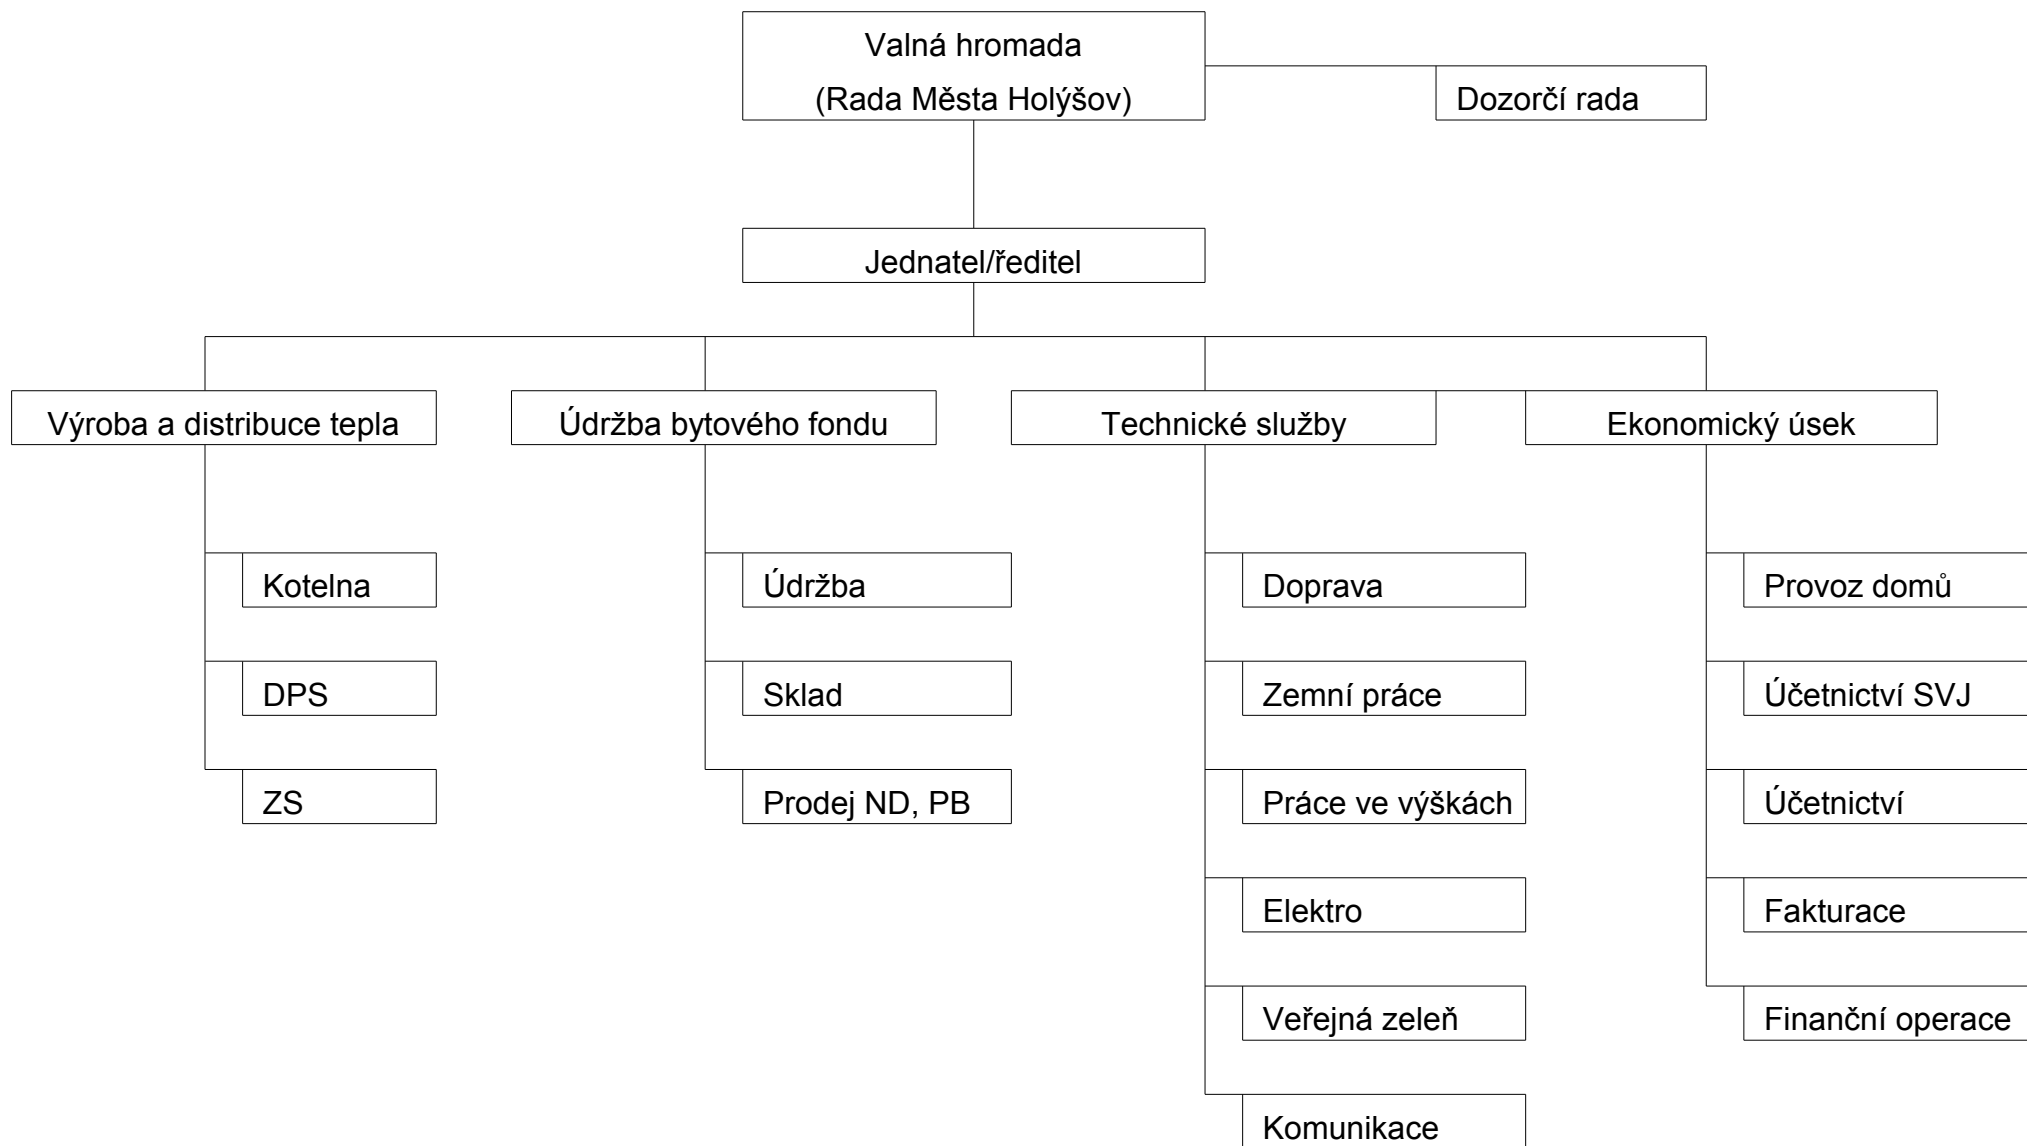 Valná hromada
(Rada Města Holýšov)
Dozorčí rada
Jednatel/ředitel
Výroba a distribuce tepla
Údržba bytového fondu
Technické služby
Ekonomický úsek
Kotelna
Údržba
Doprava
Provoz domů
DPS
Sklad
Zemní práce
Účetnictví SVJ
ZS
Prodej ND, PB
Práce ve výškách
Účetnictví
Elektro
Fakturace
Veřejná zeleň
Finanční operace
Komunikace